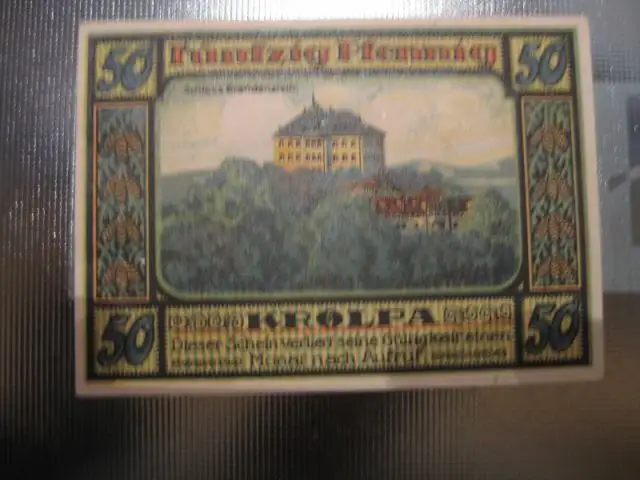 50 Fünfzig Pfennig 50
Schloss Brandenstein
50 KRÖLPA 50
Dieser Schein verliert seine Gültigkeit einen
Monat nach Aufruf